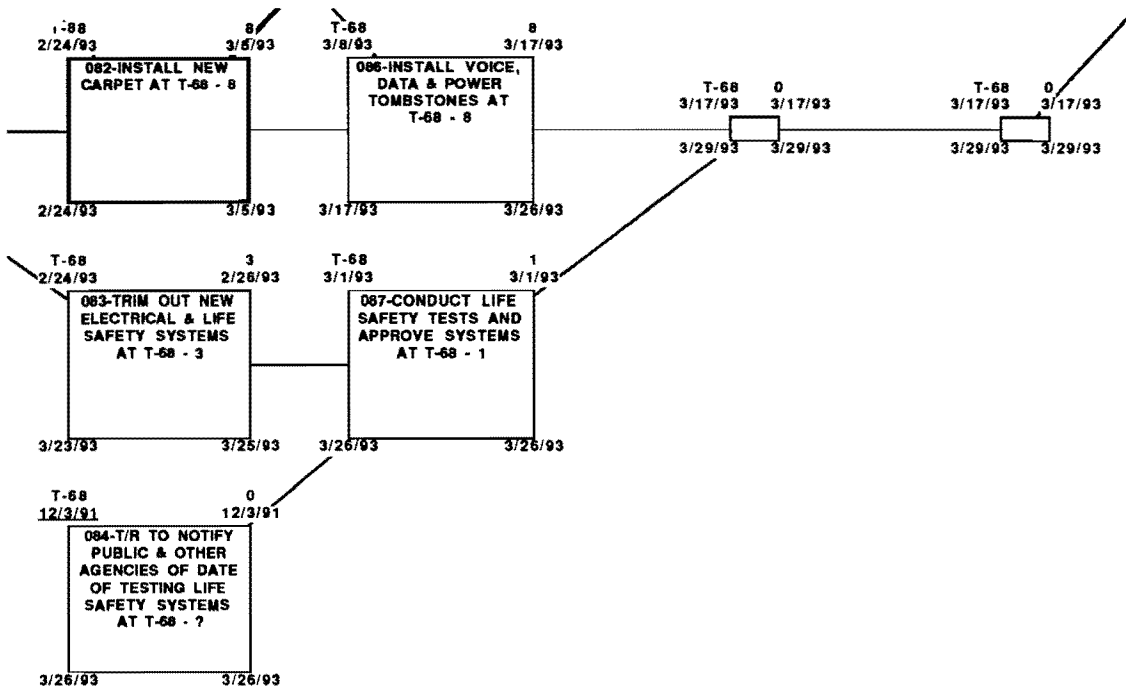 T-68 8
2/24/93 3/5/93
082-INSTALL NEW
CARPET AT T-68 - 8
2/24/93 3/5/93
T-68 8
3/8/93 3/17/93
086-INSTALL VOICE,
DATA & POWER
TOMBSTONES AT
T-68 - 8
3/17/93 3/26/93
T-68 0
3/17/93 3/17/93
3/29/93 3/29/93
T-68 0
3/17/93 3/17/93
3/29/93 3/29/93
T-68 3
2/24/93 2/26/93
083-TRIM OUT NEW
ELECTRICAL & LIFE
SAFETY SYSTEMS
AT T-68 - 3
3/23/93 3/25/93
T-68 1
3/1/93 3/1/93
087-CONDUCT LIFE
SAFETY TESTS AND
APPROVE SYSTEMS
AT T-68 - 1
3/26/93 3/26/93
T-68 0
12/3/91 12/3/91
084-T/R TO NOTIFY
PUBLIC & OTHER
AGENCIES OF DATE
OF TESTING LIFE
SAFETY SYSTEMS
AT T-68 - ?
3/26/93 3/26/93